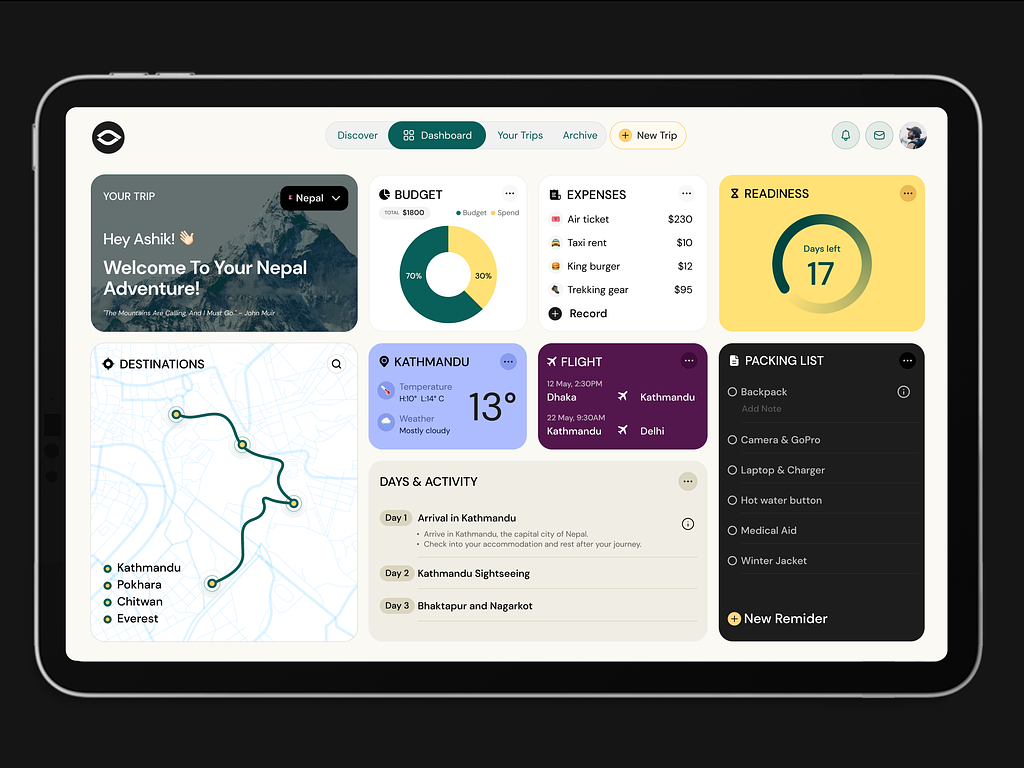 Discover
Dashboard
Your Trips
Archive
New Trip
YOUR TRIP
Nepal
Hey Ashik!
Welcome To Your Nepal
Adventure!
"The Mountains Are Calling, And I Must Go." – John Muir
BUDGET
TOTAL $1800
Budget
Spend
70%
30%
EXPENSES
Air ticket $230
Taxi rent $10
King burger $12
Trekking gear $95
Record
READINESS
Days left
17
DESTINATIONS
Kathmandu
Pokhara
Chitwan
Everest
KATHMANDU
Temperature
H:10° L:14° C
Weather
Mostly cloudy
13°
FLIGHT
12 May, 2:30PM
Dhaka Kathmandu
22 May, 9:30AM
Kathmandu Delhi
DAYS & ACTIVITY
Day 1 Arrival in Kathmandu
• Arrive in Kathmandu, the capital city of Nepal.
• Check into your accommodation and rest after your journey.
Day 2 Kathmandu Sightseeing
Day 3 Bhaktapur and Nagarkot
PACKING LIST
Backpack
Add Note
Camera & GoPro
Laptop & Charger
Hot water button
Medical Aid
Winter Jacket
New Remider